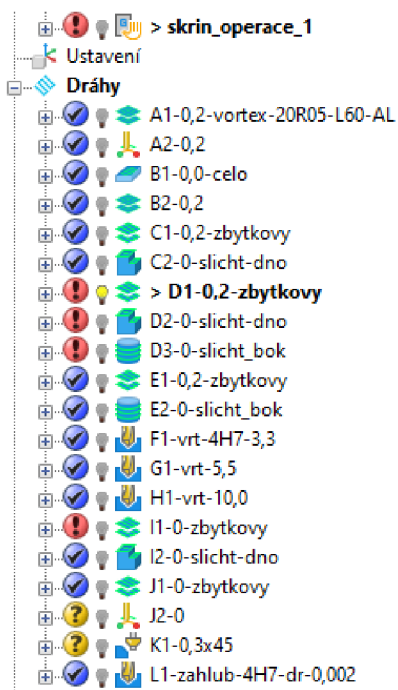 > skrin_operace_1
Ustavení
Dráhy
A1-0,2-vortex-20R05-L60-AL
A2-0,2
B1-0,0-celo
B2-0,2
C1-0,2-zbytkovy
C2-0-slicht-dno
> D1-0,2-zbytkovy
D2-0-slicht-dno
D3-0-slicht_bok
E1-0,2-zbytkovy
E2-0-slicht_bok
F1-vrt-4H7-3,3
G1-vrt-5,5
H1-vrt-10,0
I1-0-zbytkovy
I2-0-slicht-dno
J1-0-zbytkovy
J2-0
K1-0,3x45
L1-zahlub-4H7-dr-0,002